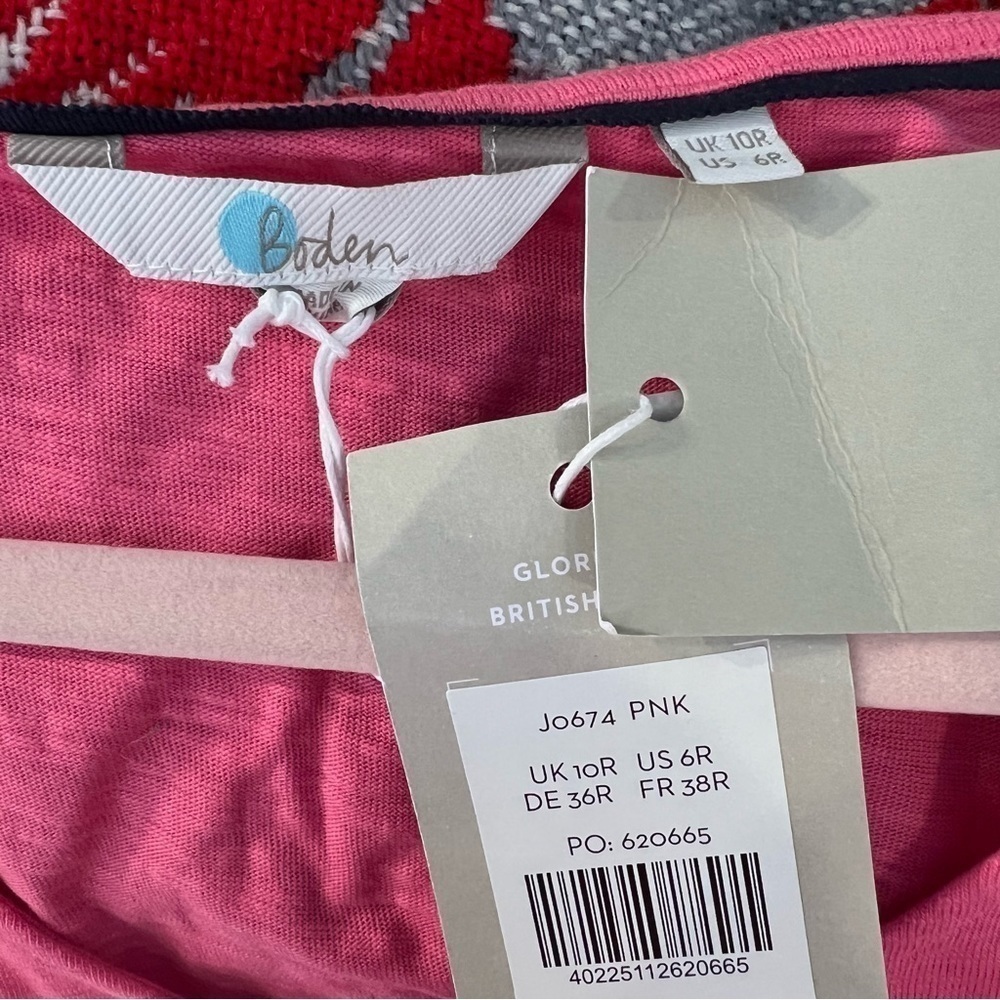 UK 10R
US 6R
Boden
GLOR
BRITISH
J0674 PNK
UK 10R US 6R
DE 36R FR 38R
PO: 620665
40225112620665